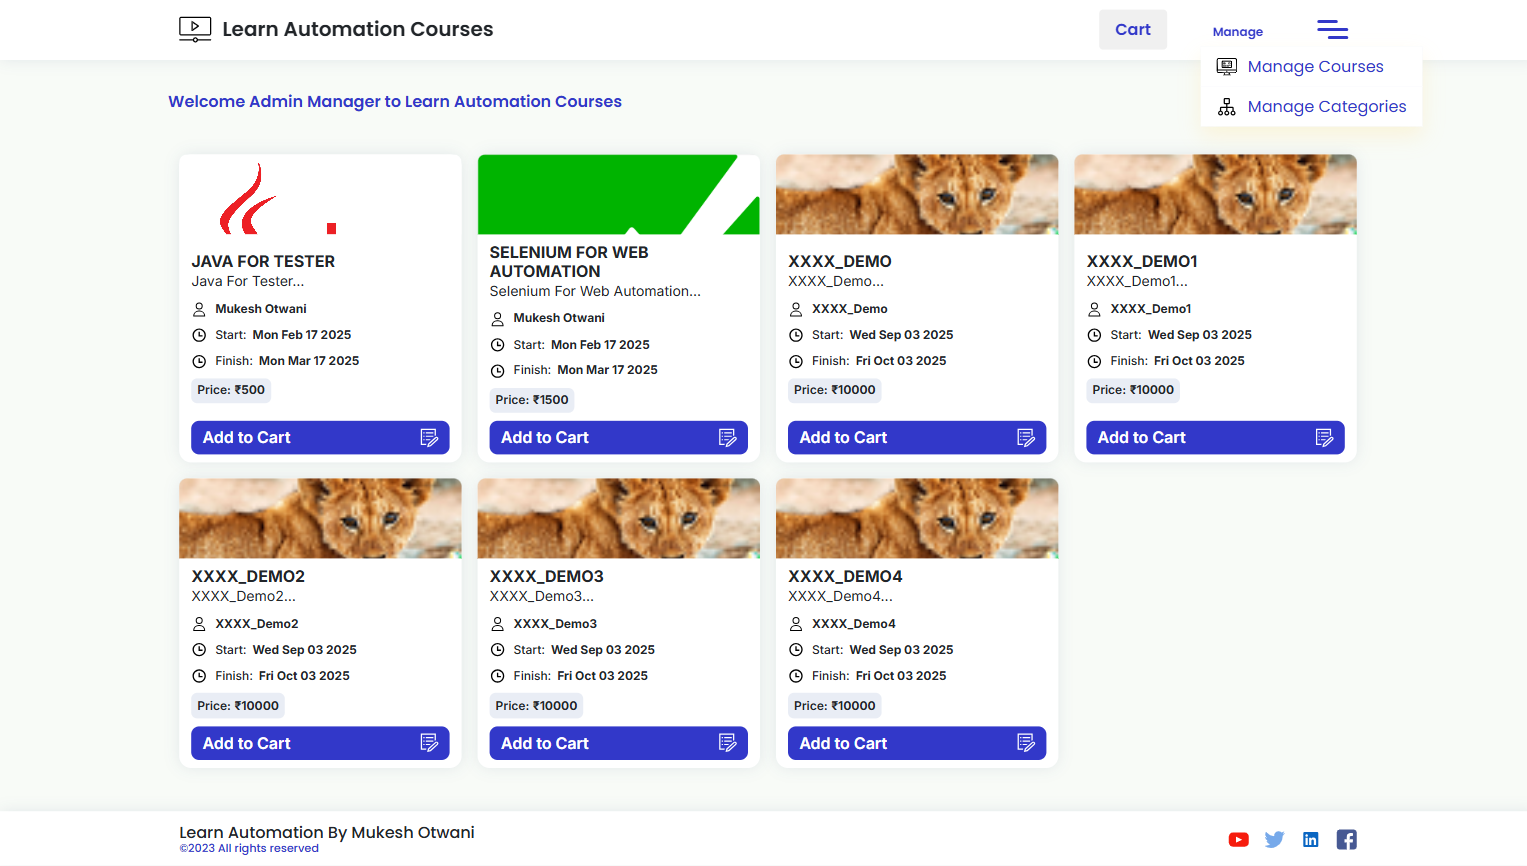 Learn Automation Courses
Cart
Manage
Manage Courses
Manage Categories
Welcome Admin Manager to Learn Automation Courses
JAVA FOR TESTER
Java For Tester...
Mukesh Otwani
Start: Mon Feb 17 2025
Finish: Mon Mar 17 2025
Price: ₹500
Add to Cart
SELENIUM FOR WEB
AUTOMATION
Selenium For Web Automation...
Mukesh Otwani
Start: Mon Feb 17 2025
Finish: Mon Mar 17 2025
Price: ₹1500
Add to Cart
XXXX_DEMO
XXXX_Demo...
XXXX_Demo
Start: Wed Sep 03 2025
Finish: Fri Oct 03 2025
Price: ₹10000
Add to Cart
XXXX_DEMO1
XXXX_Demo1...
XXXX_Demo1
Start: Wed Sep 03 2025
Finish: Fri Oct 03 2025
Price: ₹10000
Add to Cart
XXXX_DEMO2
XXXX_Demo2...
XXXX_Demo2
Start: Wed Sep 03 2025
Finish: Fri Oct 03 2025
Price: ₹10000
Add to Cart
XXXX_DEMO3
XXXX_Demo3...
XXXX_Demo3
Start: Wed Sep 03 2025
Finish: Fri Oct 03 2025
Price: ₹10000
Add to Cart
XXXX_DEMO4
XXXX_Demo4...
XXXX_Demo4
Start: Wed Sep 03 2025
Finish: Fri Oct 03 2025
Price: ₹10000
Add to Cart
Learn Automation By Mukesh Otwani
©2023 All rights reserved